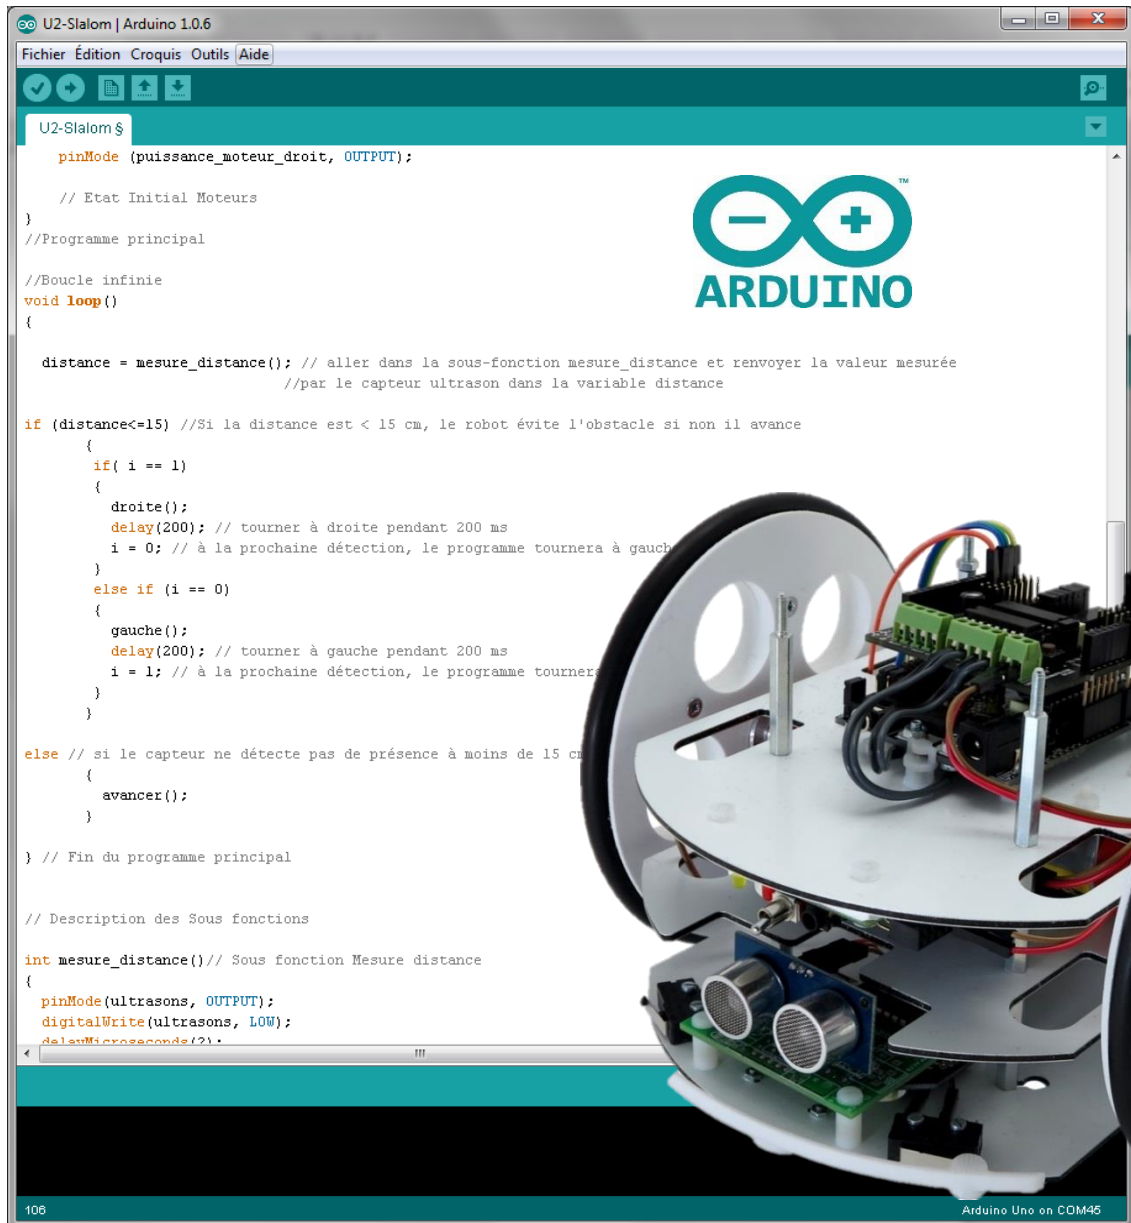 U2-Slalom | Arduino 1.0.6
Fichier Édition Croquis Outils Aide
U2-Slalom §
pinMode (puissance_moteur_droit, OUTPUT);
// Etat Initial Moteurs
}
//Programme principal
//Boucle infinie
void loop()
{
distance = mesure_distance(); // aller dans la sous-fonction mesure_distance et renvoyer la valeur mesurée
//par le capteur ultrason dans la variable distance
if (distance<=15) //Si la distance est < 15 cm, le robot évite l'obstacle si non il avance
{
if( i == 1)
{
droite();
delay(200); // tourner à droite pendant 200 ms
i = 0; // à la prochaine détection, le programme tournera à gauch
}
else if (i == 0)
{
gauche();
delay(200); // tourner à gauche pendant 200 ms
i = 1; // à la prochaine détection, le programme tournera
}
}
else // si le capteur ne détecte pas de présence à moins de 15 cm
{
avancer();
}
} // Fin du programme principal
// Description des Sous fonctions
int mesure_distance()// Sous fonction Mesure distance
{
pinMode(ultrasons, OUTPUT);
digitalWrite(ultrasons, LOW);
delayMicroseconds(2);
ARDUINO
TM
106
Arduino Uno on COM45